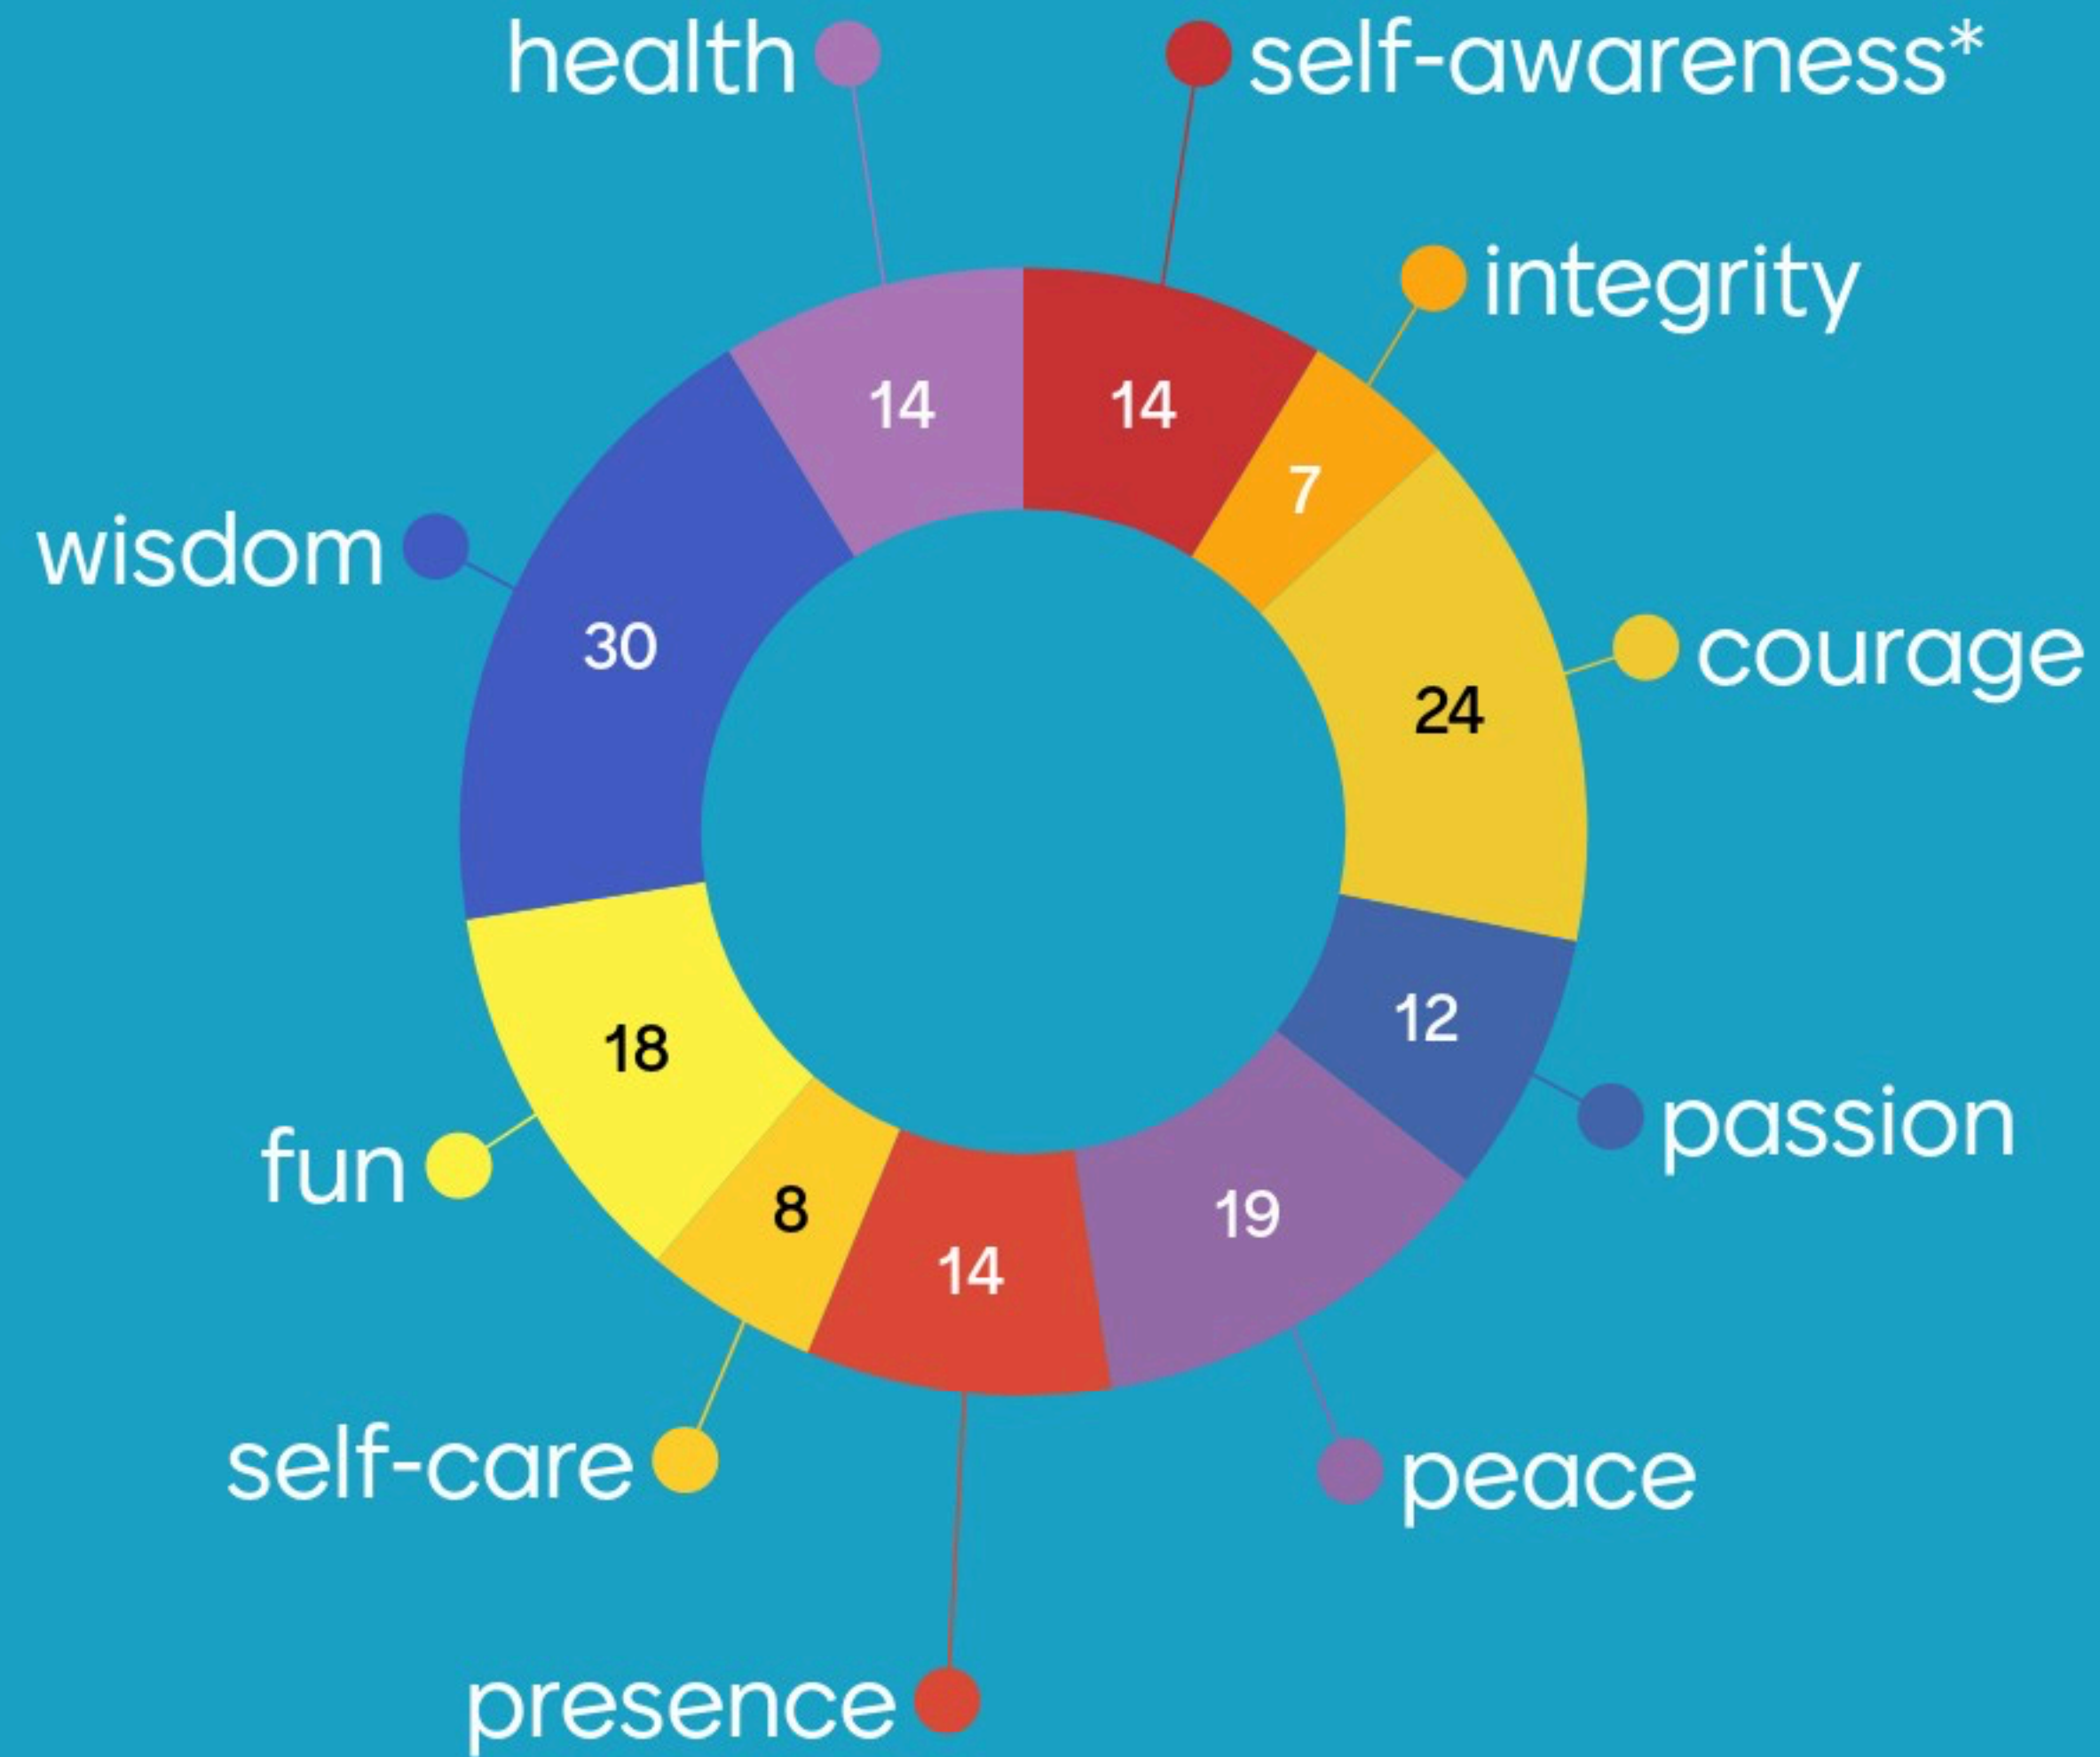 health
self-awareness*
integrity
14
14
7
wisdom
30
courage
24
12
passion
18
fun
8
19
14
self-care
peace
presence